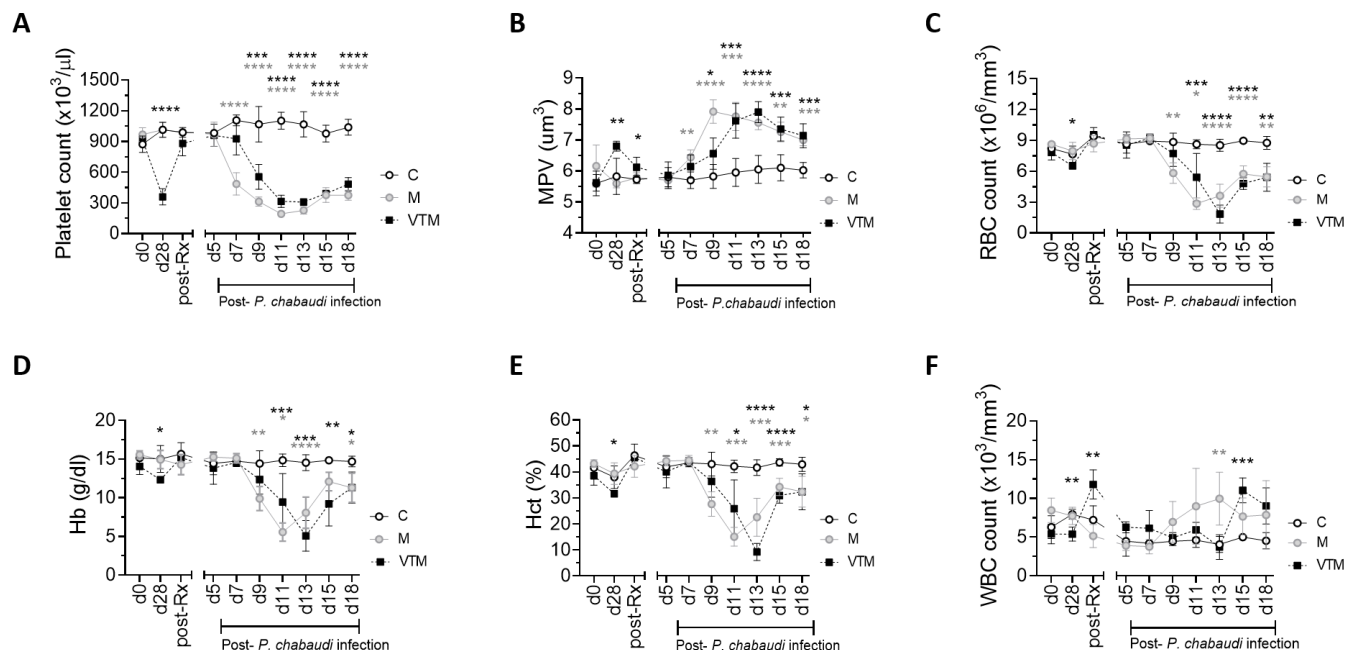 A
Platelet count (x10³/µl)
1500
1200
900
600
300
0
****
****
***
****
****
****
****
****
****
****
****
d0
d28
post-Rx
d5
d7
d9
d11
d13
d15
d18
Post- P. chabaudi infection
C
M
VTM
B
MPV (um³)
9
8
7
6
5
4
**
*
**
*
****
***
***
****
****
***
**
***
***
d0
d28
post-Rx
d5
d7
d9
d11
d13
d15
d18
Post- P.chabaudi infection
C
M
VTM
C
RBC count (x10⁶/mm³)
15
12
9
6
3
0
*
**
***
*
****
****
****
****
**
**
d0
d28
post-Rx
d5
d7
d9
d11
d13
d15
d18
Post- P. chabaudi infection
C
M
VTM
D
Hb (g/dl)
20
15
10
5
0
*
**
***
*
***
****
**
*
*
d0
d28
post-Rx
d5
d7
d9
d11
d13
d15
d18
Post- P. chabaudi infection
C
M
VTM
E
Hct (%)
60
50
40
30
20
10
0
*
**
*
***
****
***
****
***
*
*
d0
d28
post-Rx
d5
d7
d9
d11
d13
d15
d18
Post- P. chabaudi infection
C
M
VTM
F
WBC count (x10³/mm³)
20
15
10
5
0
**
**
**
***
d0
d28
post-Rx
d5
d7
d9
d11
d13
d15
d18
Post- P. chabaudi infection
C
M
VTM